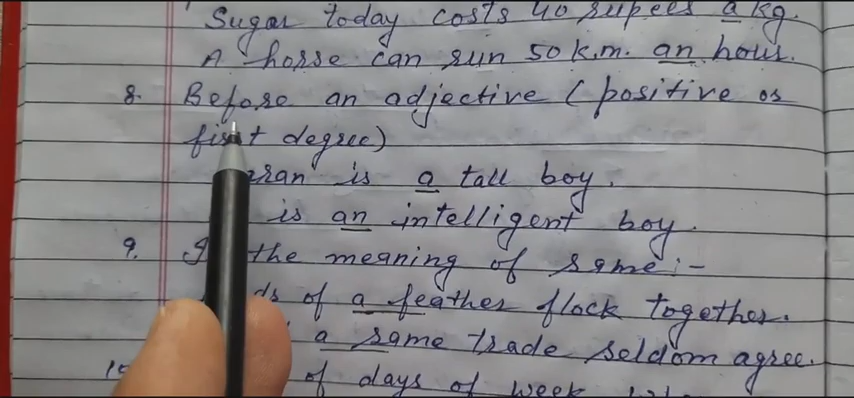 Sugar today costs 40 rupees a kg.
A horse can run 50 k.m. an hour.
8. Before an adjective (positive or
first degree)
is a tall boy.
is an intelligent boy.
9. the meaning of same :-
of a feather flock together.
a same trade seldom agree.
of days of week